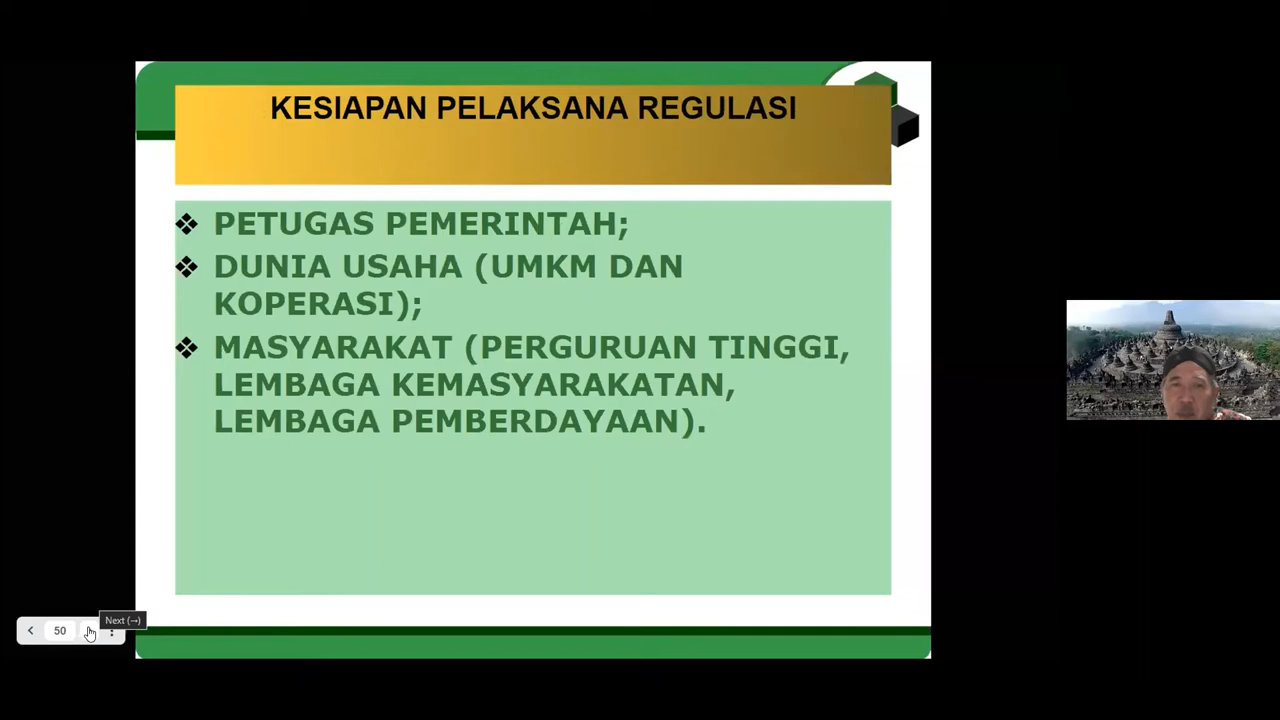 KESIAPAN PELAKSANA REGULASI
❖ PETUGAS PEMERINTAH;
❖ DUNIA USAHA (UMKM DAN
KOPERASI);
❖ MASYARAKAT (PERGURUAN TINGGI,
LEMBAGA KEMASYARAKATAN,
LEMBAGA PEMBERDAYAAN).
Next (→)
50